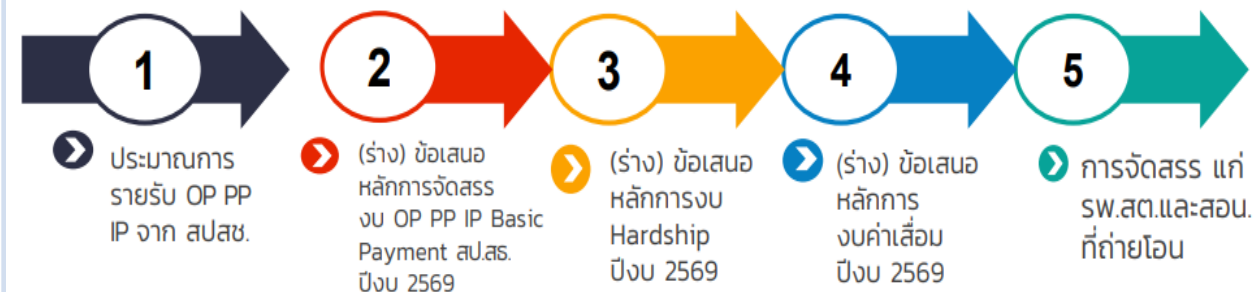 1
ประมาณการ
รายรับ OP PP
IP จาก สปสช.
2
(ร่าง) ข้อเสนอ
หลักการจัดสรร
งบ OP PP IP Basic
Payment สป.สธ.
ปีงบ 2569
3
(ร่าง) ข้อเสนอ
หลักการงบ
Hardship
ปีงบ 2569
4
(ร่าง) ข้อเสนอ
หลักการ
งบค่าเสื่อม
ปีงบ 2569
5
การจัดสรร แก่
รพ.สต.และสอน.
ที่ถ่ายโอน